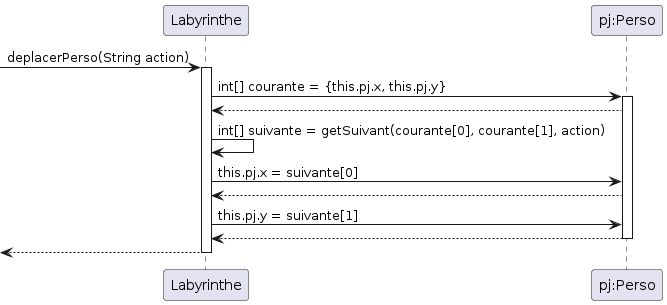 Labyrinthe
pj:Perso
deplacerPerso(String action)
int[] courante = {this.pj.x, this.pj.y}
int[] suivante = getSuivant(courante[0], courante[1], action)
this.pj.x = suivante[0]
this.pj.y = suivante[1]
Labyrinthe
pj:Perso